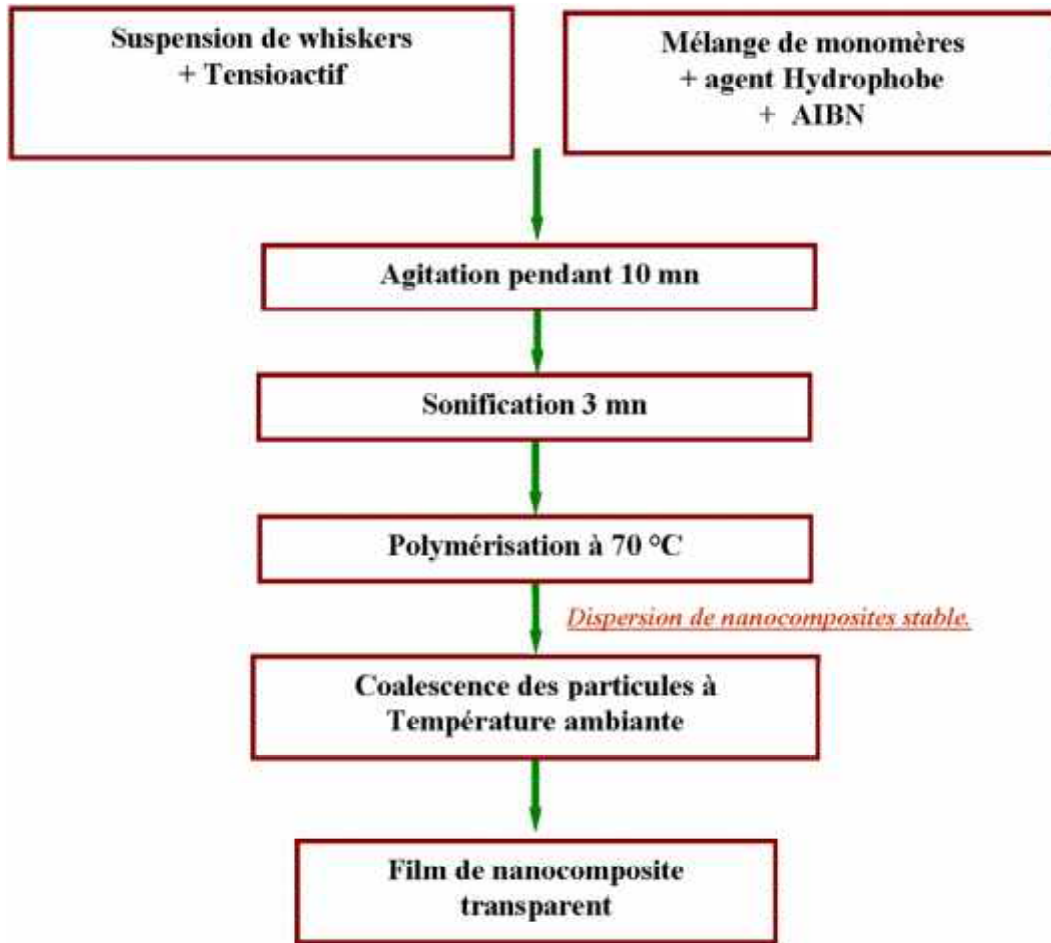 Suspension de whiskers
+ Tensioactif
Mélange de monomères
+ agent Hydrophobe
+ AIBN
Agitation pendant 10 mn
Sonification 3 mn
Polymérisation à 70 °C
Dispersion de nanocomposites stable.
Coalescence des particules à
Température ambiante
Film de nanocomposite
transparent